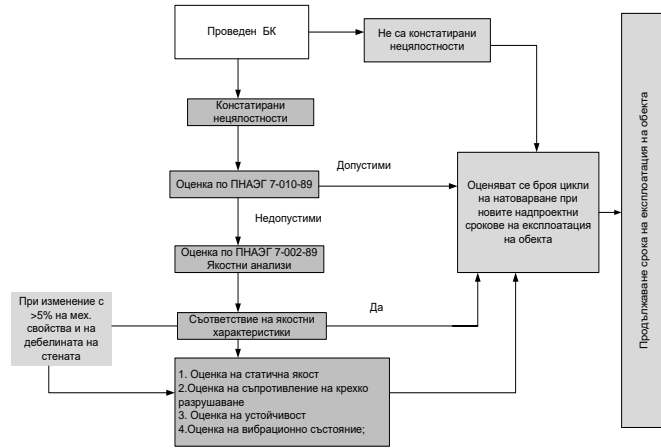 Проведен БК
Не са констатирани
нецялостности
Констатирани
нецялостности
Оценка по ПНАЭГ 7-010-89
Допустими
Недопустими
Оценка по ПНАЭГ 7-002-89
Якостни анализи
Съответствие на якостни
характеристики
Да
При изменение с
>5% на мех.
свойства и на
дебелината на
стената
1. Оценка на статична якост
2.Оценка на съпротивление на крехко
разрушаване
3. Оценка на устойчивост
4.Оценка на вибрационно състояние;
Оценяват се броя цикли
на натоварване при
новите надпроектни
срокове на експлоатация
на обекта
Продължаване срока на експлоатация на обекта